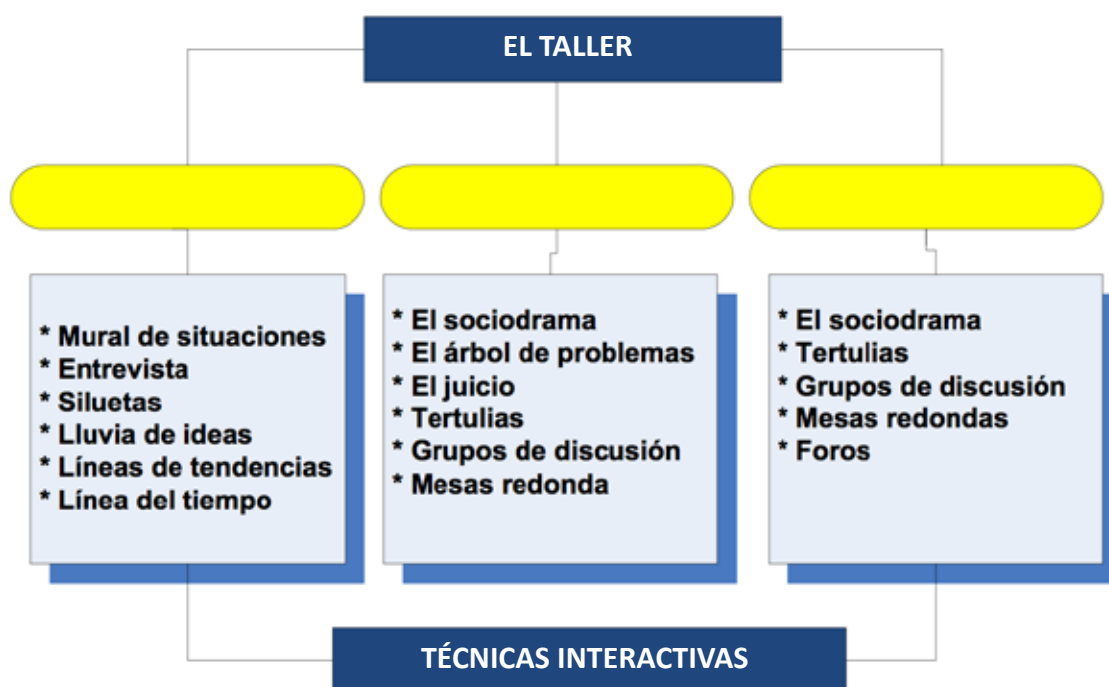 EL TALLER
* Mural de situaciones
* Entrevista
* Siluetas
* Lluvia de ideas
* Líneas de tendencias
* Línea del tiempo
* El sociodrama
* El árbol de problemas
* El juicio
* Tertulias
* Grupos de discusión
* Mesas redonda
* El sociodrama
* Tertulias
* Grupos de discusión
* Mesas redondas
* Foros
TÉCNICAS INTERACTIVAS